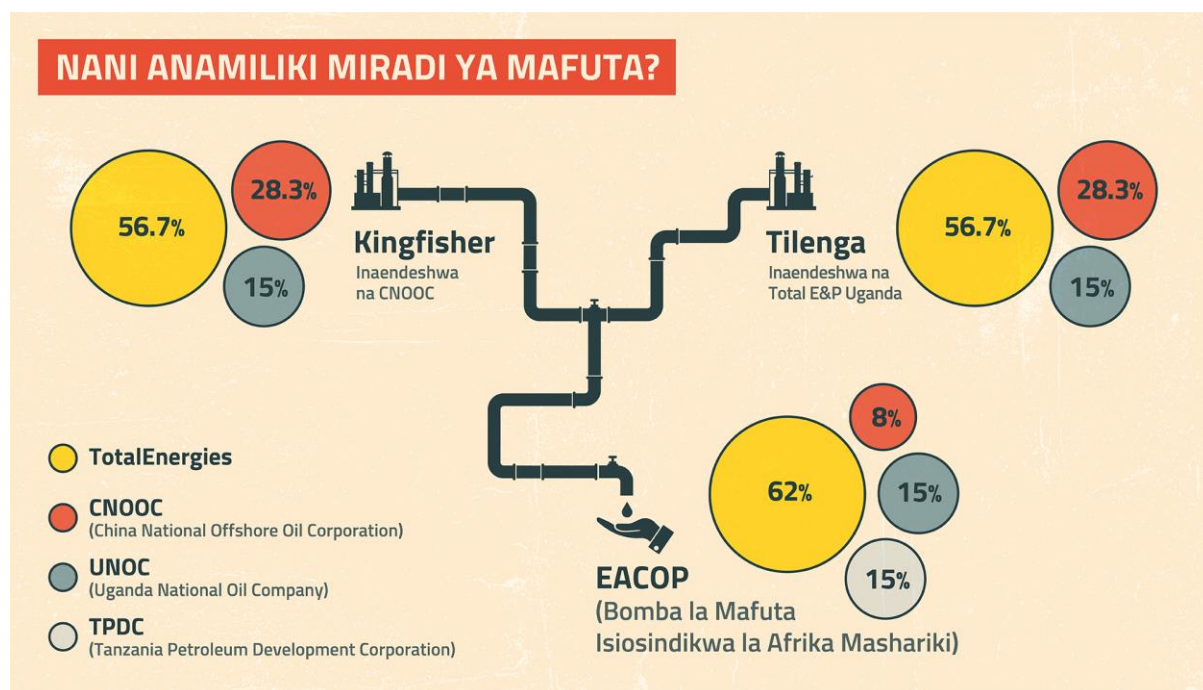 NANI ANAMILIKI MIRADI YA MAFUTA?
56.7%
28.3%
15%
Kingfisher
Inaendeshwa
na CNOOC
Tilenga
Inaendeshwa na
Total E&P Uganda
56.7%
28.3%
15%
TotalEnergies
CNOOC
(China National Offshore Oil Corporation)
UNOC
(Uganda National Oil Company)
TPDC
(Tanzania Petroleum Development Corporation)
62%
8%
15%
15%
EACOP
(Bomba la Mafuta
Isiosindikwa la Afrika Mashariki)